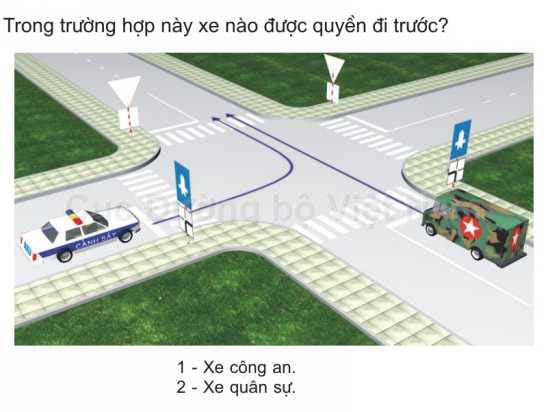 Trong trường hợp này xe nào được quyền đi trước?
Cục Đường bộ Việt Nam
CẢNH SÁT
1 - Xe công an.
2 - Xe quân sự.